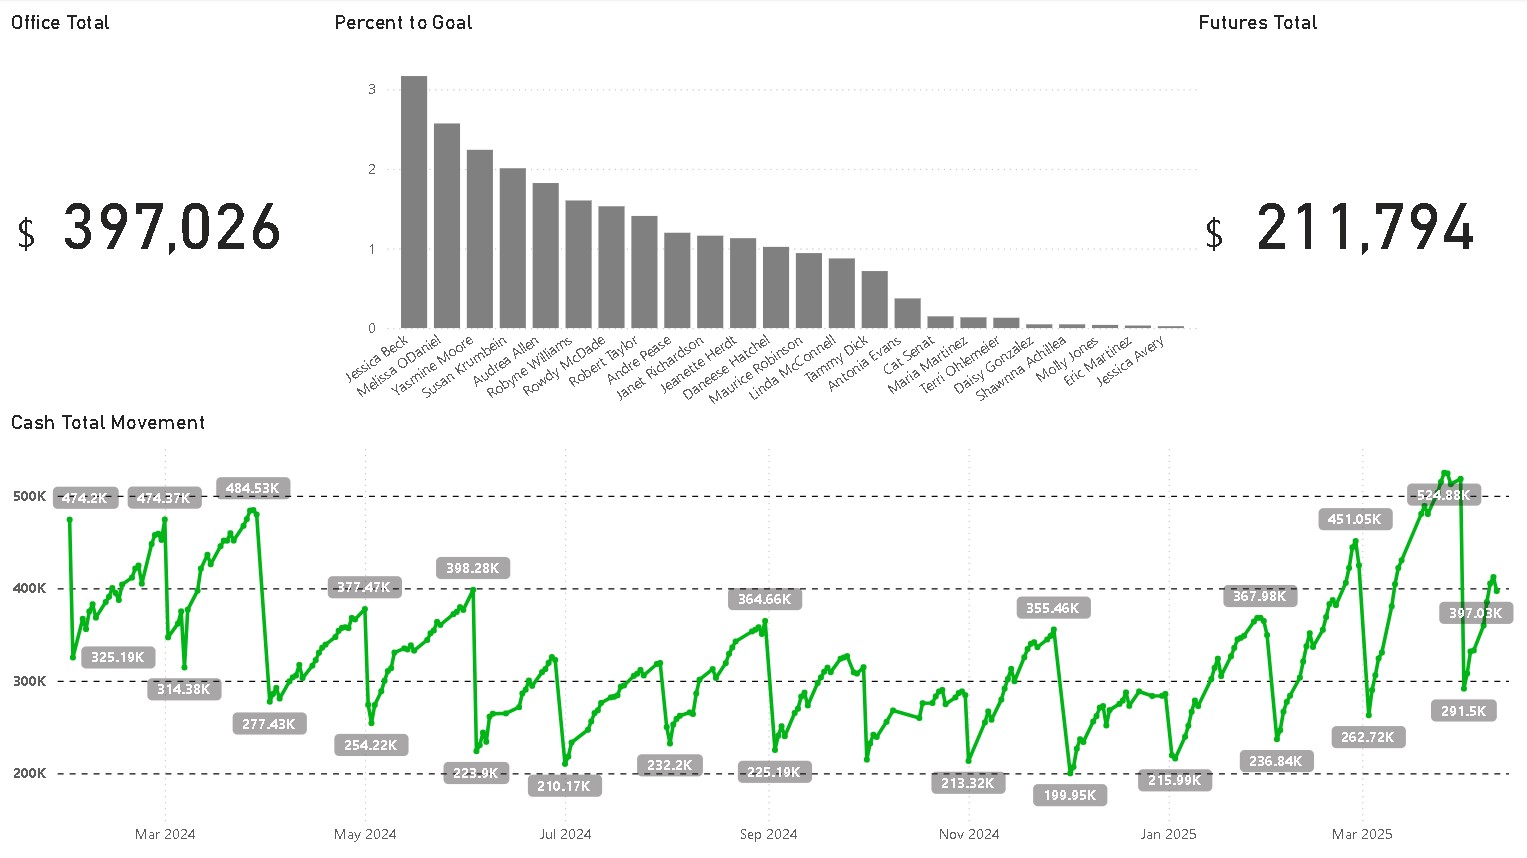 Office Total
Percent to Goal
Futures Total
3
2
1
0
$ 397,026
$ 211,794
Jessica Beck
Melissa ODaniel
Yasmine Moore
Susan Krumbein
Audrea Allen
Robyne Williams
Rowdy McDade
Robert Taylor
Andre Pease
Janet Richardson
Jeanette Herdt
Daneese Hatchel
Maurice Robinson
Linda McConnell
Tammy Dick
Antonia Evans
Cat Senat
Maria Martinez
Terri Ohlemeier
Daisy Gonzalez
Shawnna Achillea
Molly Jones
Eric Martinez
Jessica Avery
Cash Total Movement
500K
400K
300K
200K
474.2K
325.19K
474.37K
314.38K
484.53K
277.43K
377.47K
254.22K
398.28K
223.9K
210.17K
232.2K
364.66K
225.19K
213.32K
355.46K
199.95K
215.99K
367.98K
236.84K
451.05K
262.72K
524.88K
291.5K
397.03K
Mar 2024
May 2024
Jul 2024
Sep 2024
Nov 2024
Jan 2025
Mar 2025